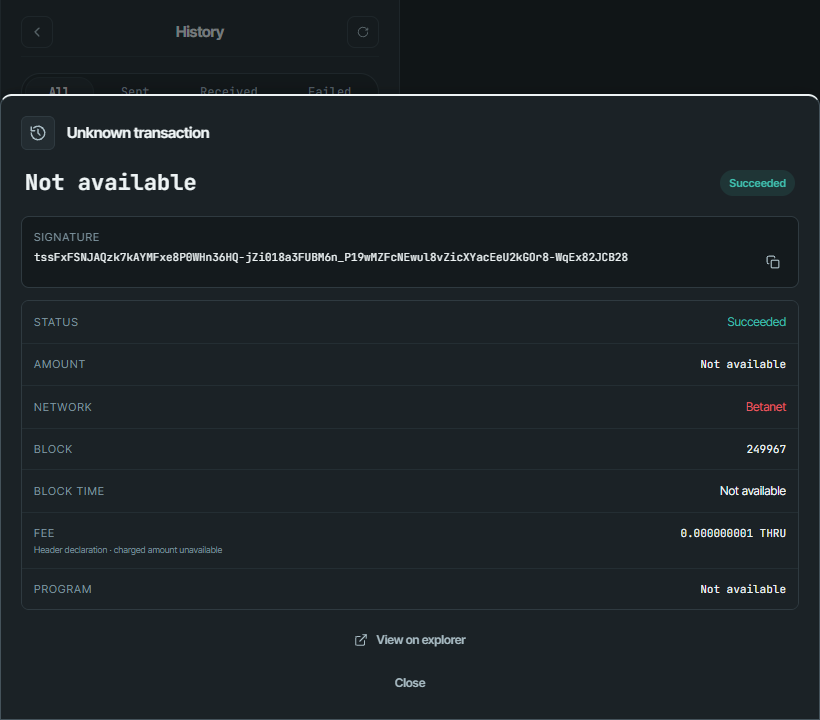 History
All Sent Received Failed
Unknown transaction
Not available
Succeeded
SIGNATURE
tssFxFSNJAQzk7kAYMFxe8P0WHn36HQ-jZi018a3FUBM6n_P19wMZFcNEwul8vZicXYacEeU2kGOr8-WqEx82JCB28
STATUS Succeeded
AMOUNT Not available
NETWORK Betanet
BLOCK 249967
BLOCK TIME Not available
FEE 0.000000001 THRU
Header declaration · charged amount unavailable
PROGRAM Not available
View on explorer
Close